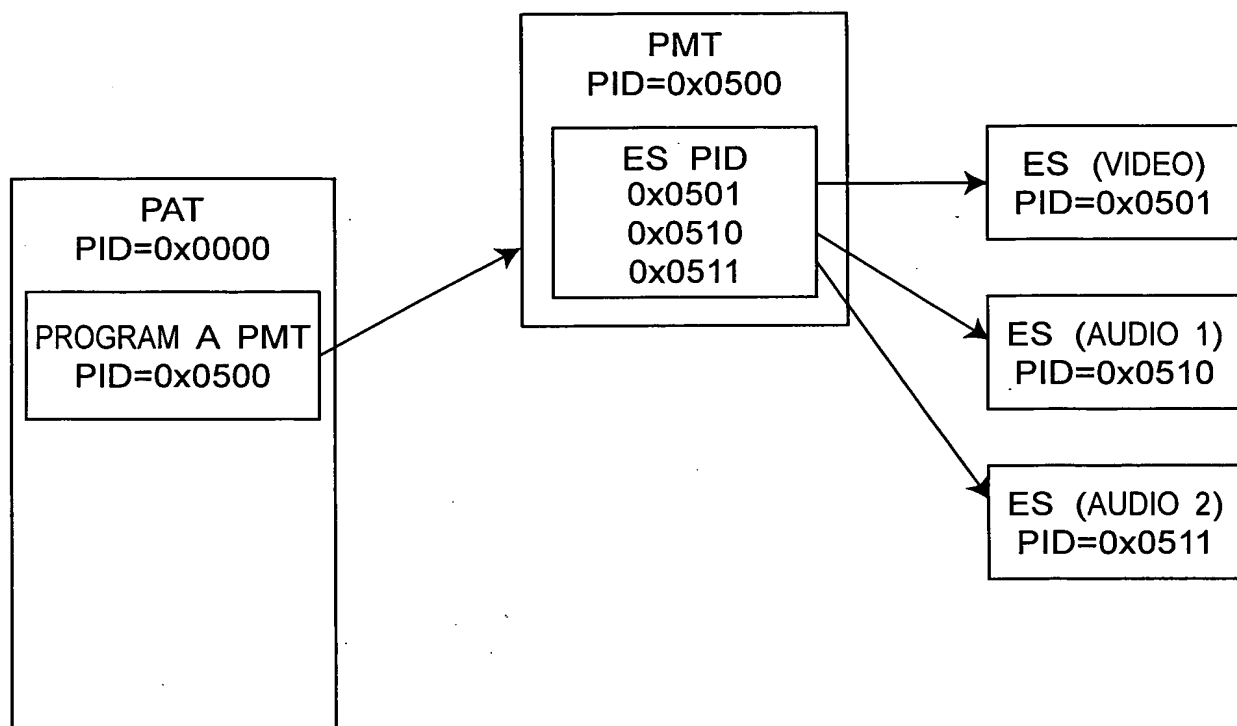 PAT
PID=0x0000
PROGRAM A PMT
PID=0x0500
PMT
PID=0x0500
ES PID
0x0501
0x0510
0x0511
ES (VIDEO)
PID=0x0501
ES (AUDIO 1)
PID=0x0510
ES (AUDIO 2)
PID=0x0511